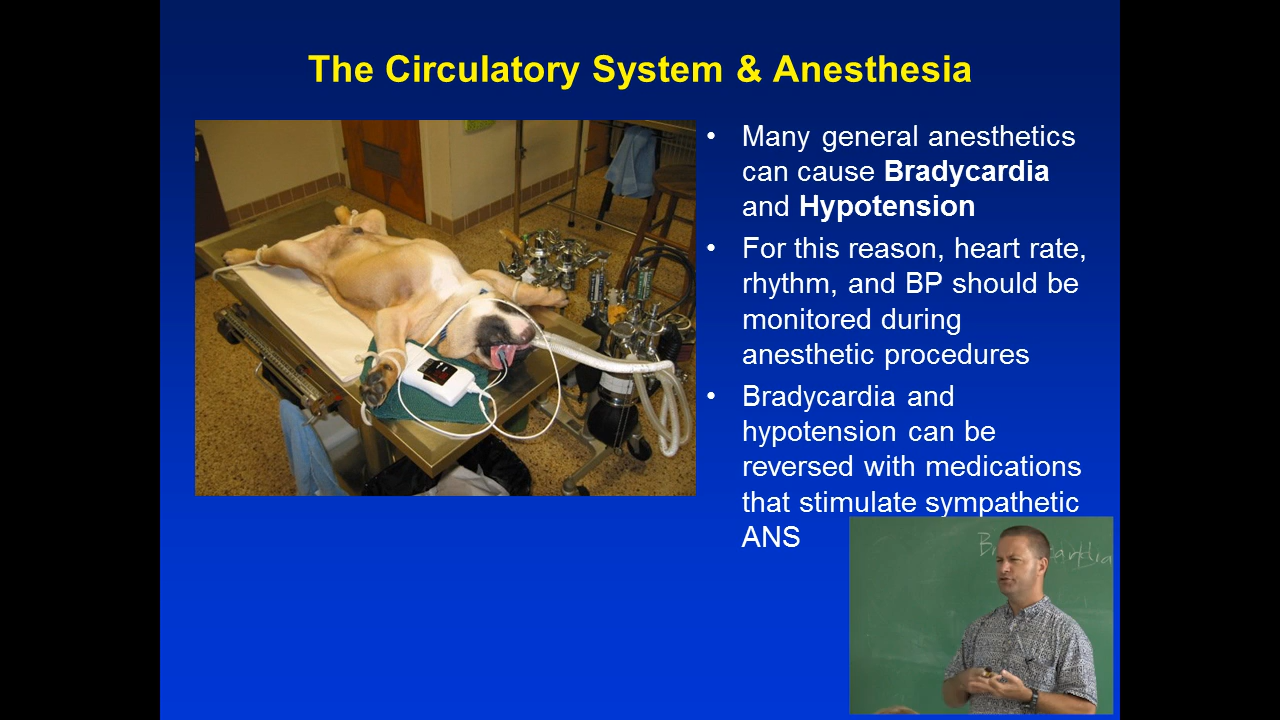 The Circulatory System & Anesthesia
• Many general anesthetics
can cause Bradycardia
and Hypotension
• For this reason, heart rate,
rhythm, and BP should be
monitored during
anesthetic procedures
• Bradycardia and
hypotension can be
reversed with medications
that stimulate sympathetic
ANS